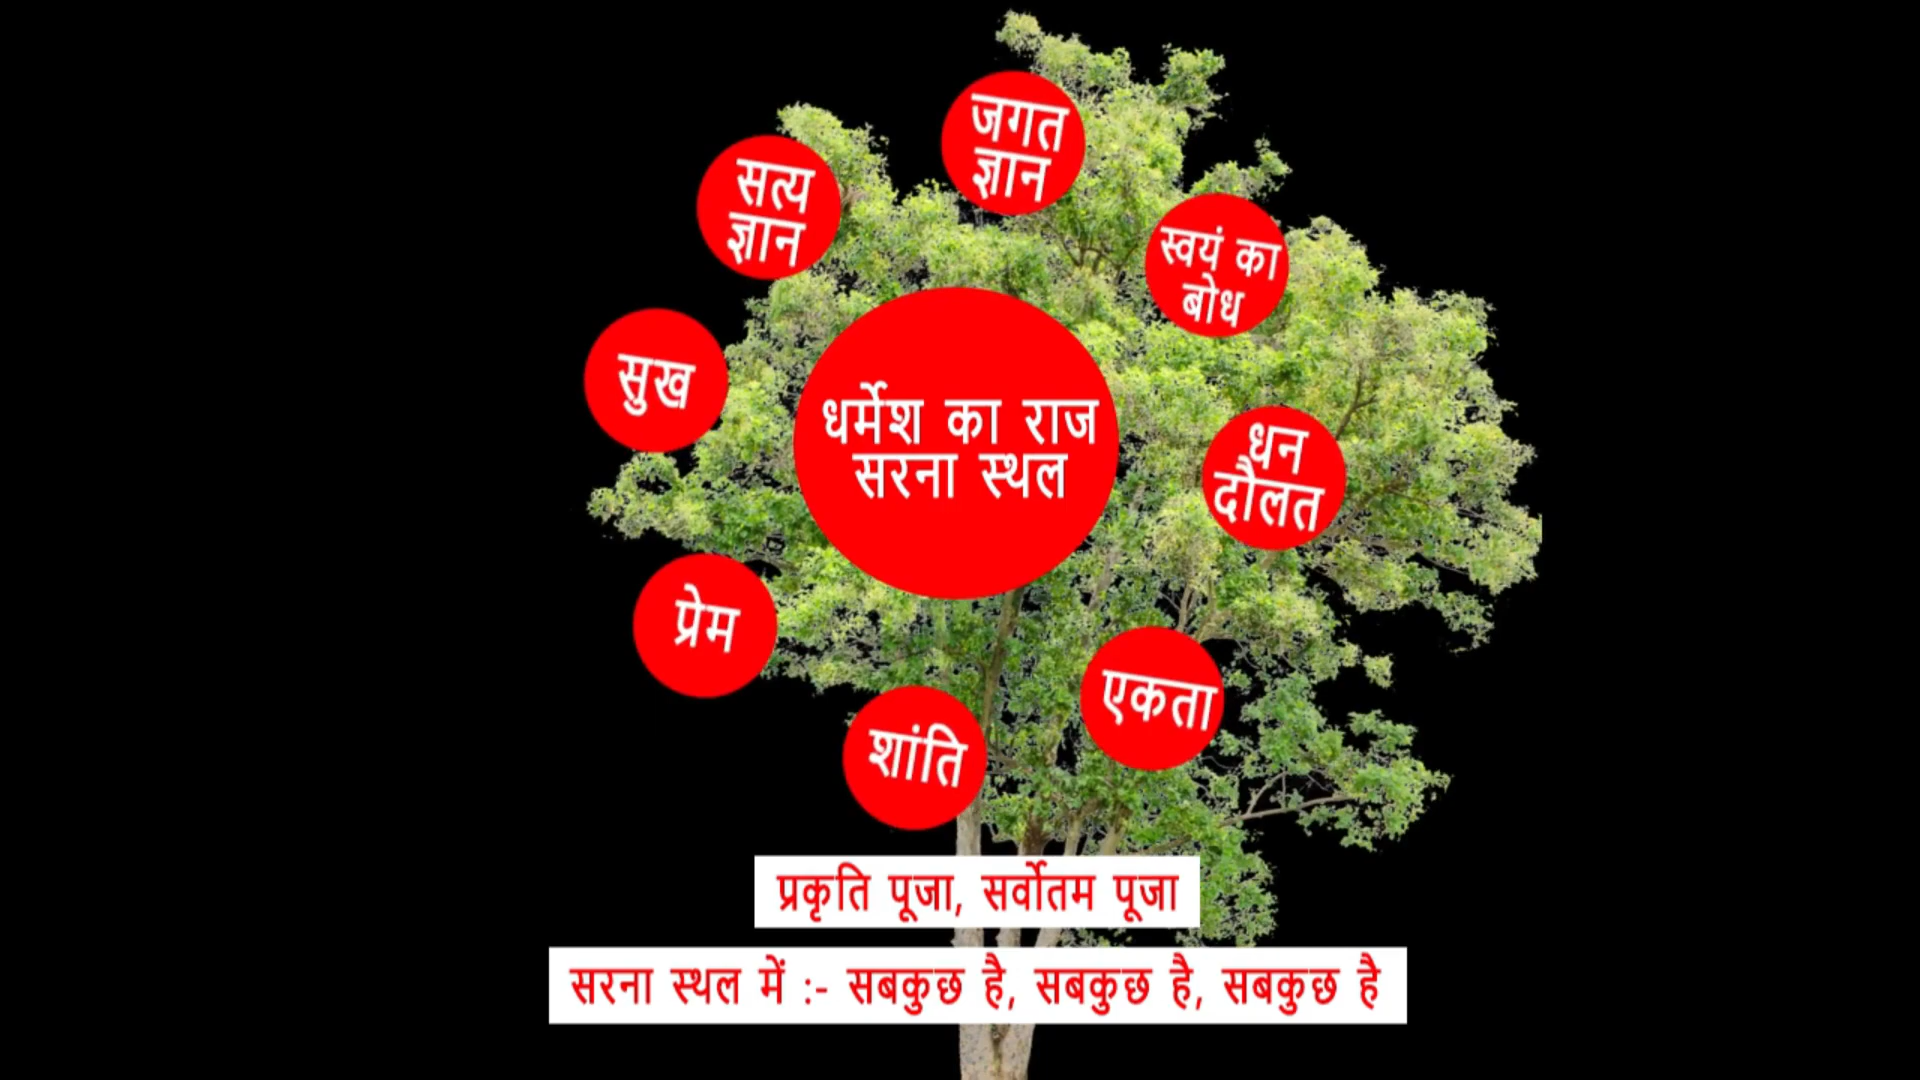 जगत
ज्ञान
सत्य
ज्ञान
स्वयं का
बोध
सुख
धर्मेश का राज
सरना स्थल
धन
दौलत
प्रेम
एकता
शांति
प्रकृति पूजा, सर्वोतम पूजा
सरना स्थल में :- सबकुछ है, सबकुछ है, सबकुछ है